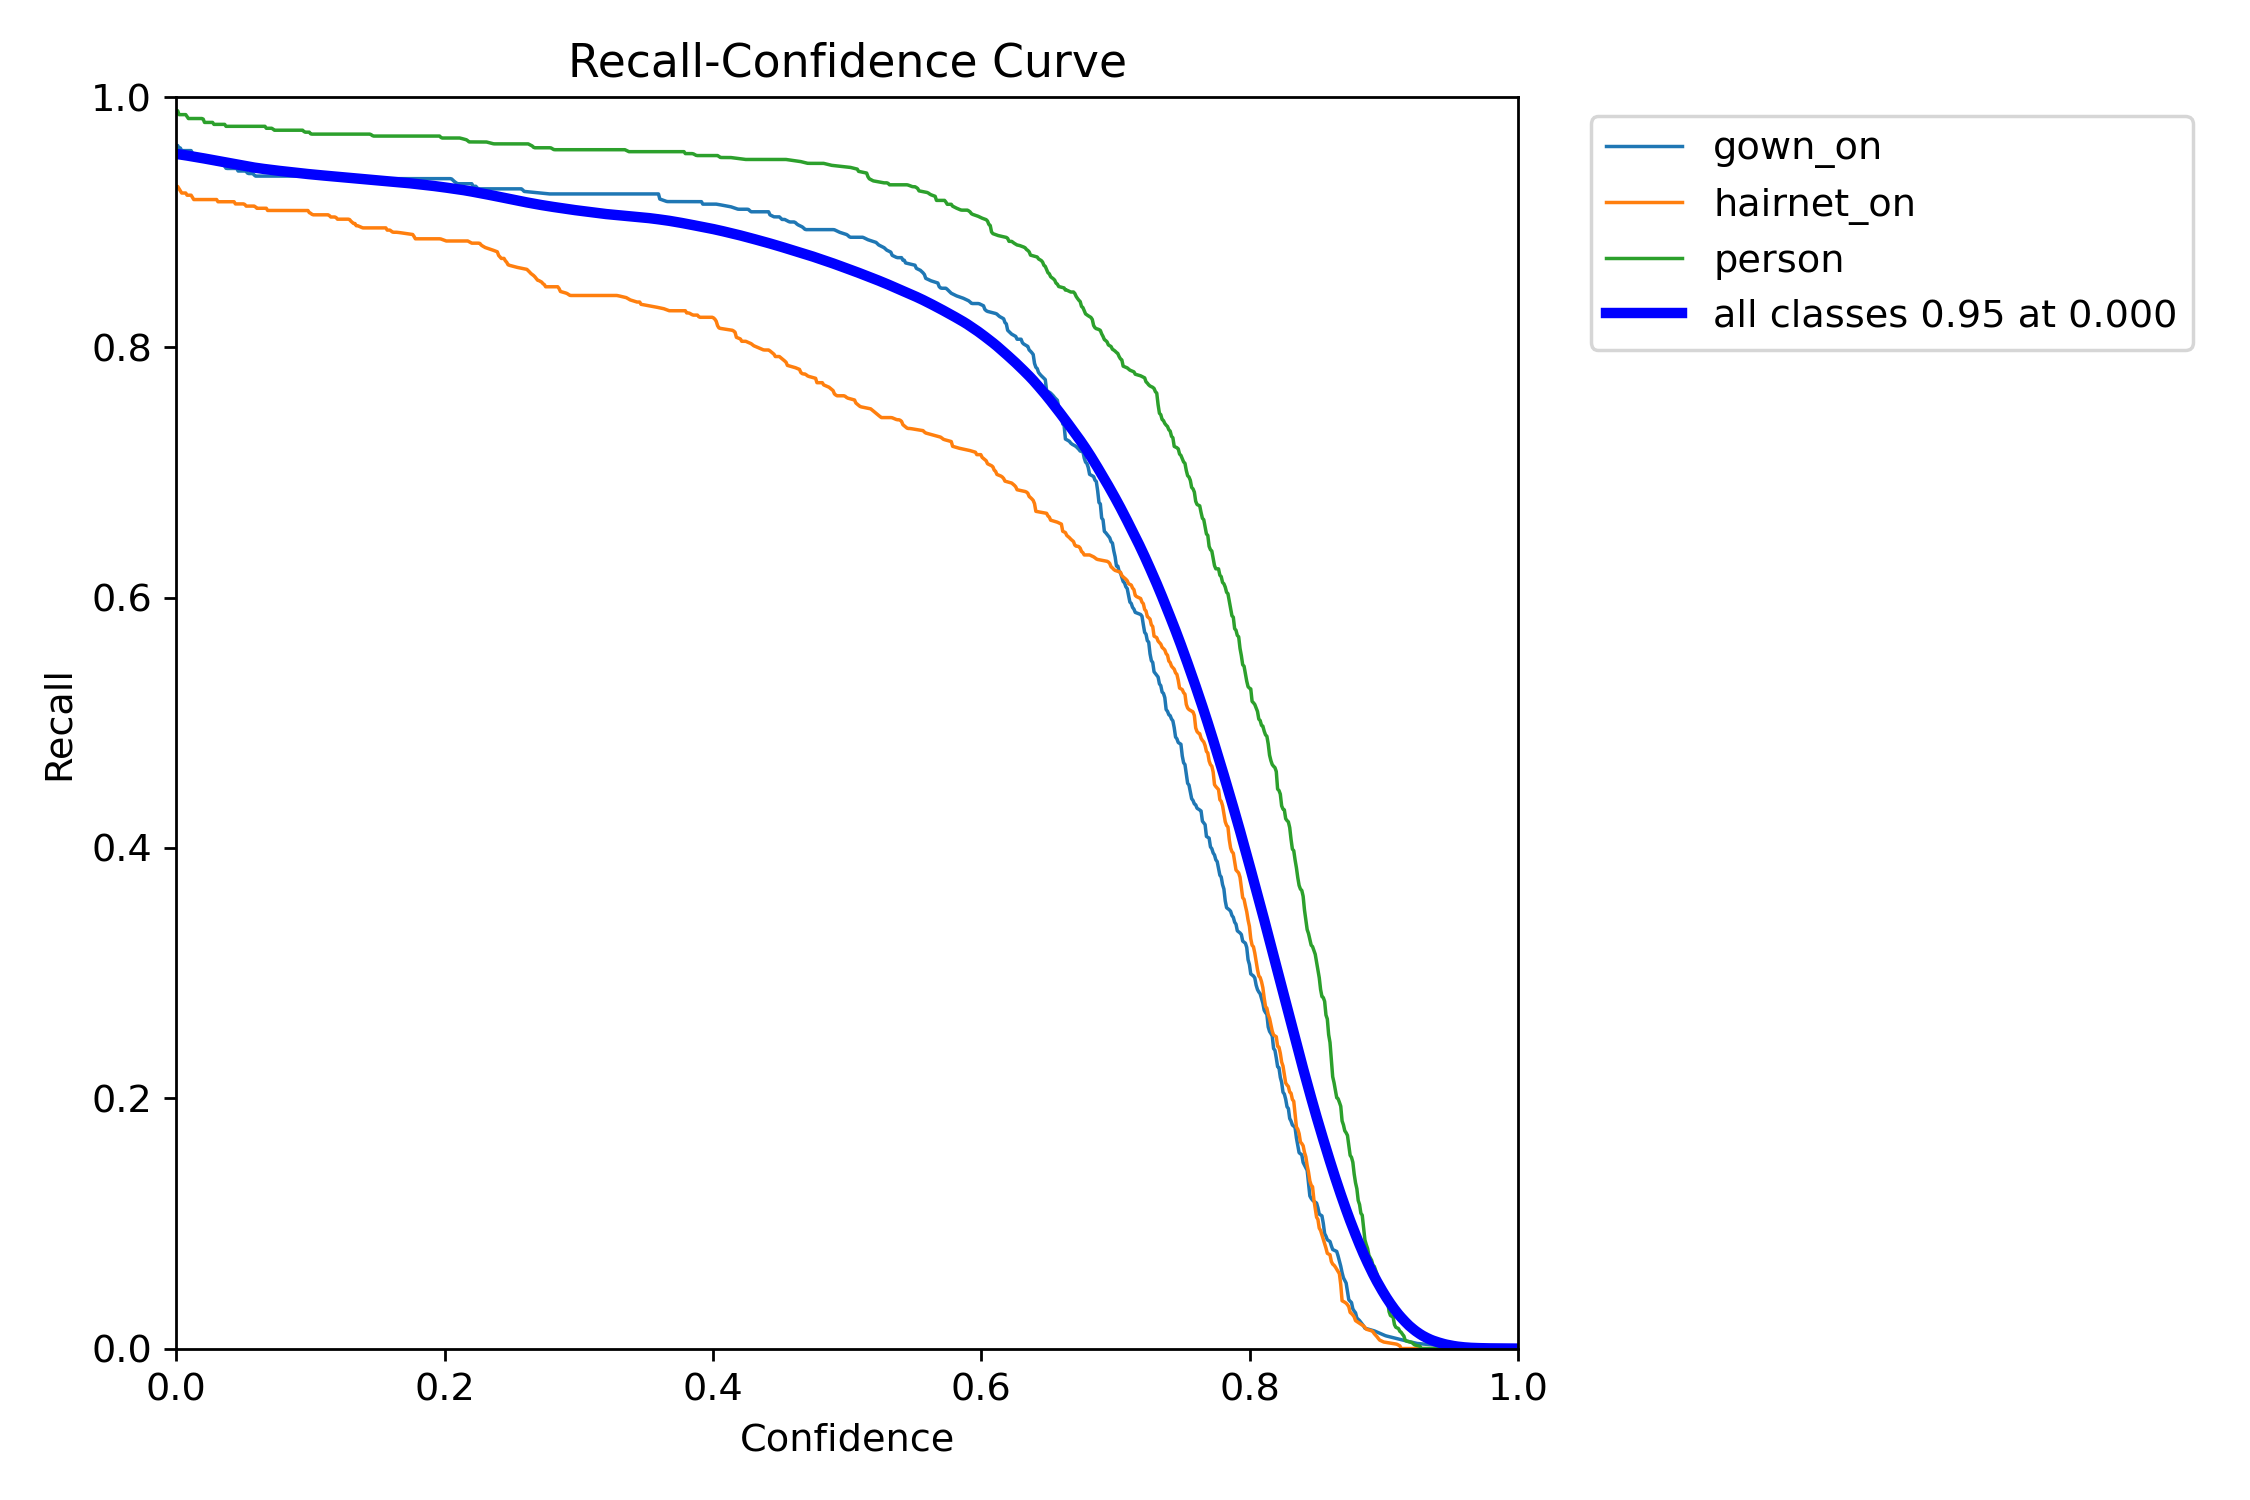 Recall-Confidence Curve
1.0
0.8
0.6
0.4
0.2
0.0
Recall
0.0 0.2 0.4 0.6 0.8 1.0
Confidence
gown_on
hairnet_on
person
all classes 0.95 at 0.000